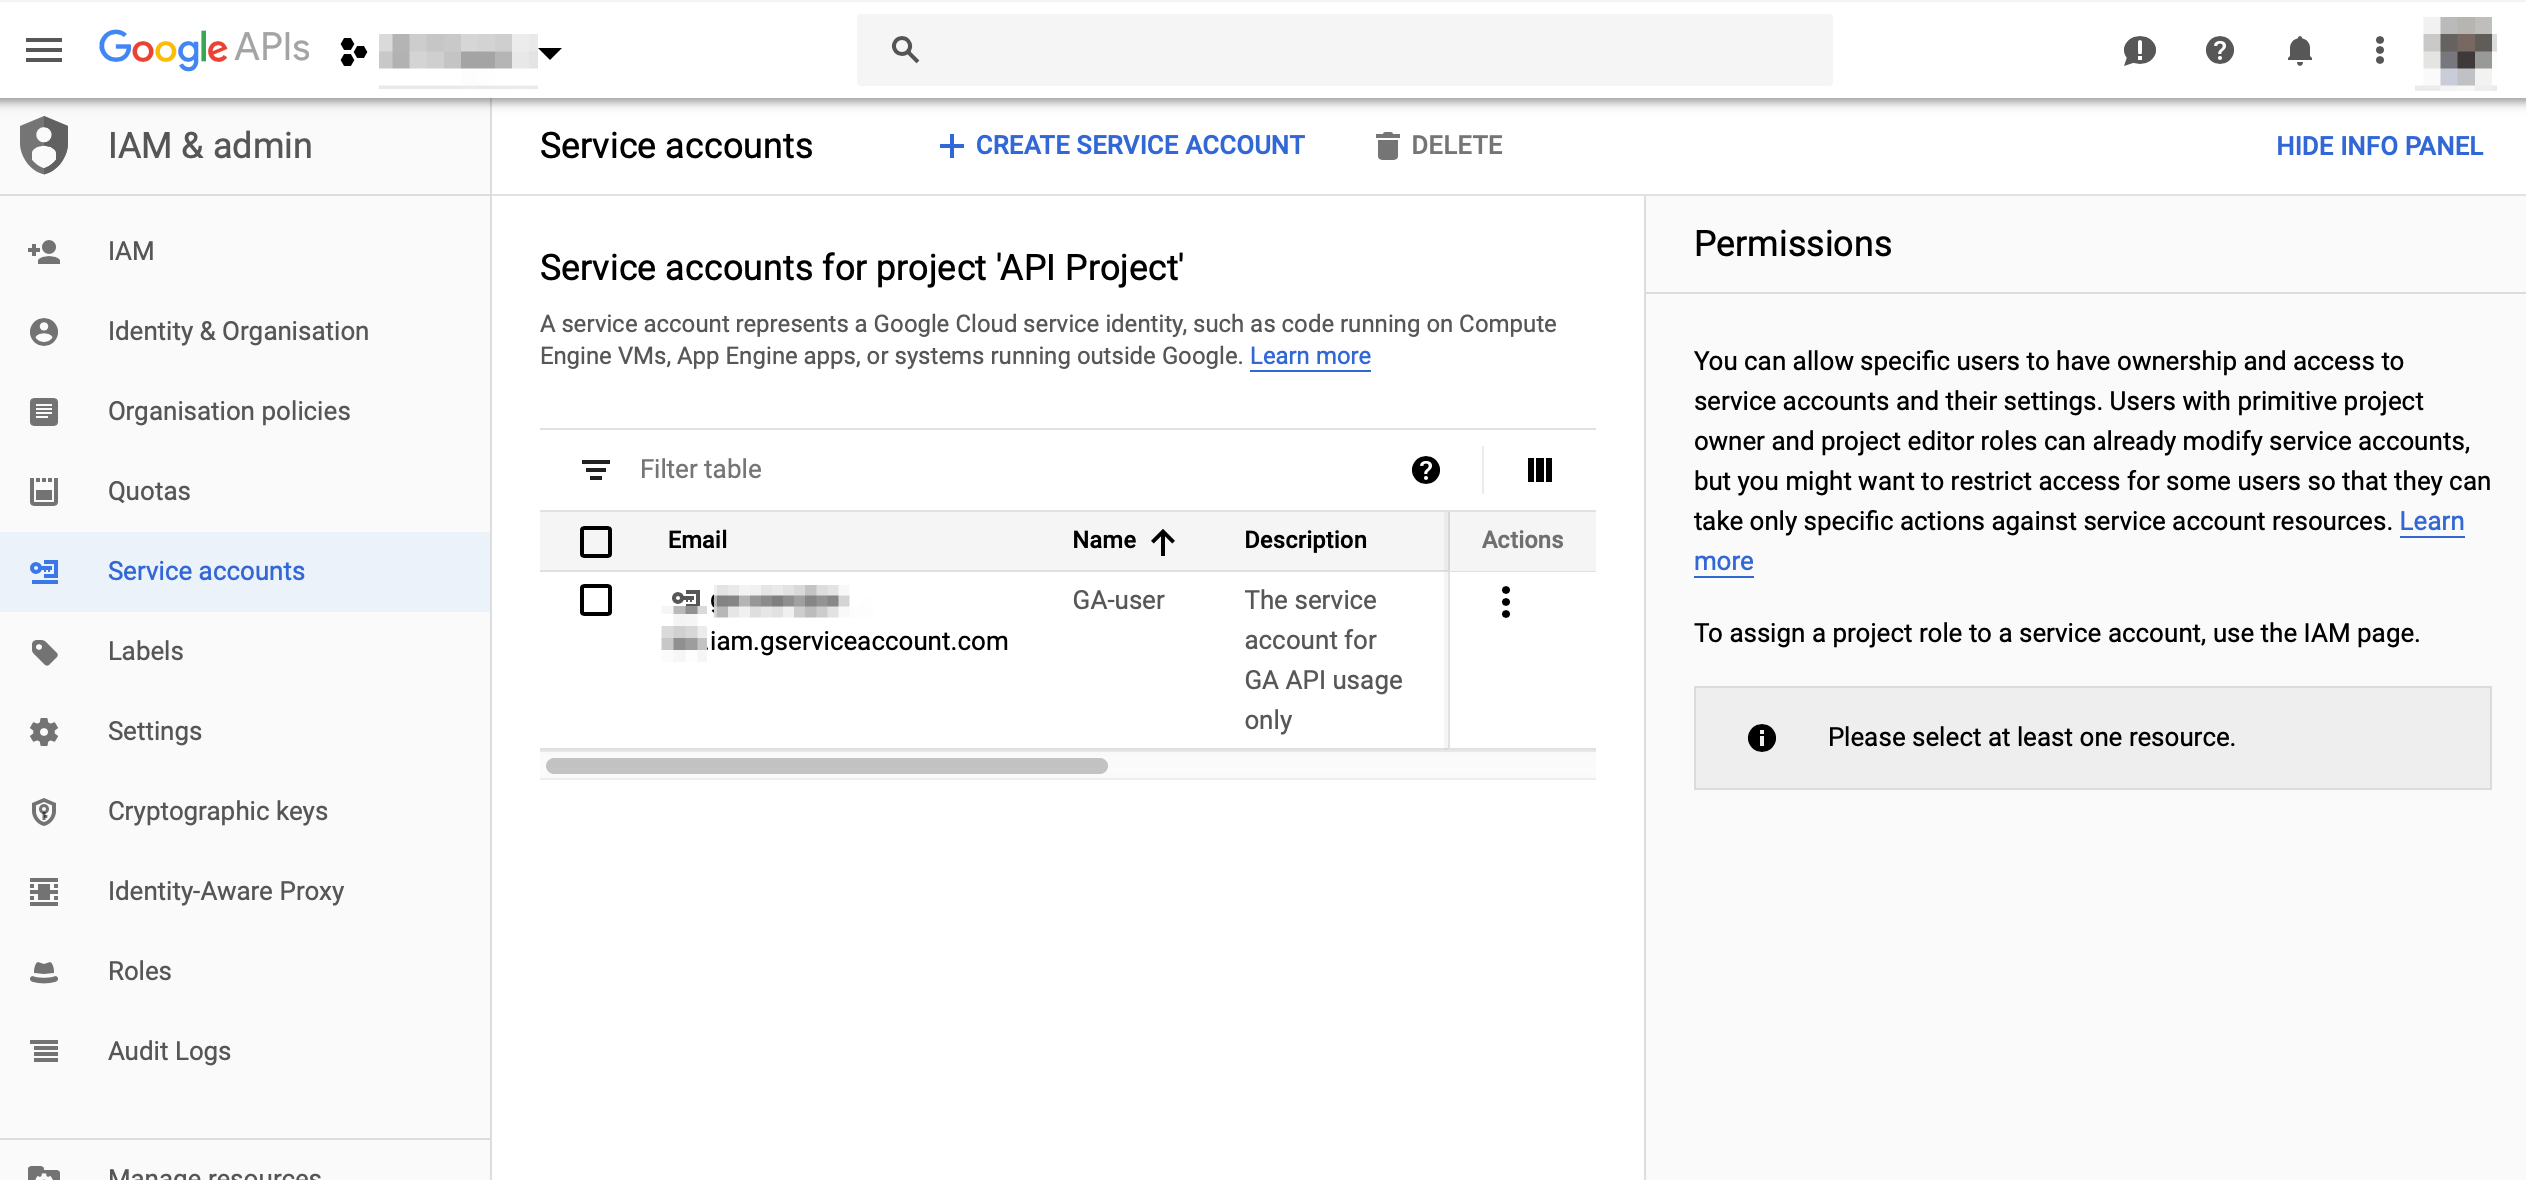 Google APIs
IAM & admin
Service accounts
CREATE SERVICE ACCOUNT
DELETE
HIDE INFO PANEL
IAM
Identity & Organisation
Organisation policies
Quotas
Service accounts
Labels
Settings
Cryptographic keys
Identity-Aware Proxy
Roles
Audit Logs
Manage resources
Service accounts for project 'API Project'
A service account represents a Google Cloud service identity, such as code running on Compute
Engine VMs, App Engine apps, or systems running outside Google. Learn more
Filter table
Email
Name
Description
Actions
.iam.gserviceaccount.com
GA-user
The service
account for
GA API usage
only
Permissions
You can allow specific users to have ownership and access to
service accounts and their settings. Users with primitive project
owner and project editor roles can already modify service accounts,
but you might want to restrict access for some users so that they can
take only specific actions against service account resources. Learn
more
To assign a project role to a service account, use the IAM page.
Please select at least one resource.